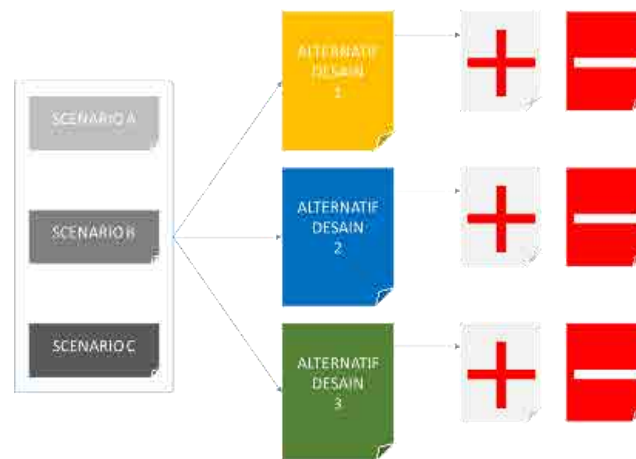 SCENARIO A
SCENARIO B
SCENARIO C
ALTERNATIF
DESAIN
1
ALTERNATIF
DESAIN
2
ALTERNATIF
DESAIN
3